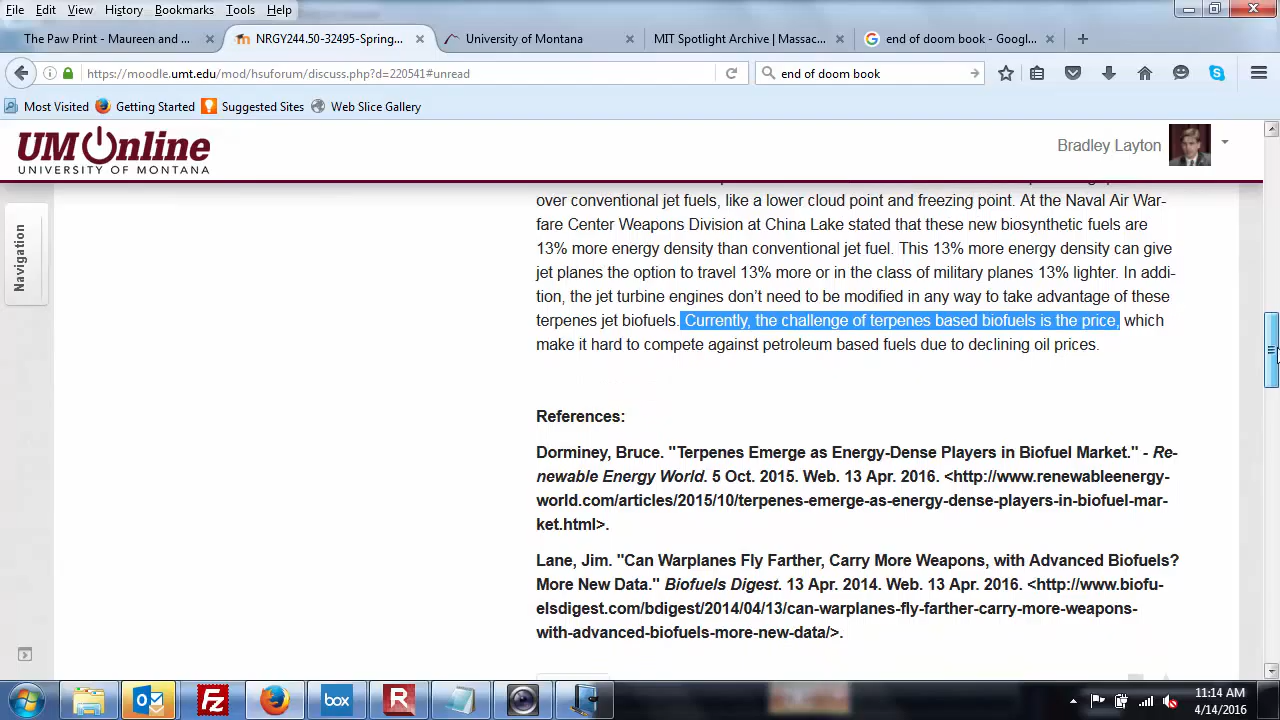 File Edit View History Bookmarks Tools Help
The Paw Print - Maureen and ... NRGY244.50-32495-Spring... University of Montana MIT Spotlight Archive | Massac... end of doom book - Googl...
https://moodle.umt.edu/mod/hsuforum/discuss.php?d=220541#unread end of doom book
Most Visited Getting Started Suggested Sites Web Slice Gallery
UM Online
UNIVERSITY OF MONTANA
Bradley Layton
Navigation
over conventional jet fuels, like a lower cloud point and freezing point. At the Naval Air War-
fare Center Weapons Division at China Lake stated that these new biosynthetic fuels are
13% more energy density than conventional jet fuel. This 13% more energy density can give
jet planes the option to travel 13% more or in the class of military planes 13% lighter. In addi-
tion, the jet turbine engines don't need to be modified in any way to take advantage of these
terpenes jet biofuels. Currently, the challenge of terpenes based biofuels is the price, which
make it hard to compete against petroleum based fuels due to declining oil prices.
References:
Dorminey, Bruce. "Terpenes Emerge as Energy-Dense Players in Biofuel Market." - Re-
newable Energy World. 5 Oct. 2015. Web. 13 Apr. 2016. <http://www.renewableenergy-
world.com/articles/2015/10/terpenes-emerge-as-energy-dense-players-in-biofuel-mar-
ket.html>.
Lane, Jim. "Can Warplanes Fly Farther, Carry More Weapons, with Advanced Biofuels?
More New Data." Biofuels Digest. 13 Apr. 2014. Web. 13 Apr. 2016. <http://www.biofu-
elsdigest.com/bdigest/2014/04/13/can-warplanes-fly-farther-carry-more-weapons-
with-advanced-biofuels-more-new-data/>.
box
11:14 AM
4/14/2016